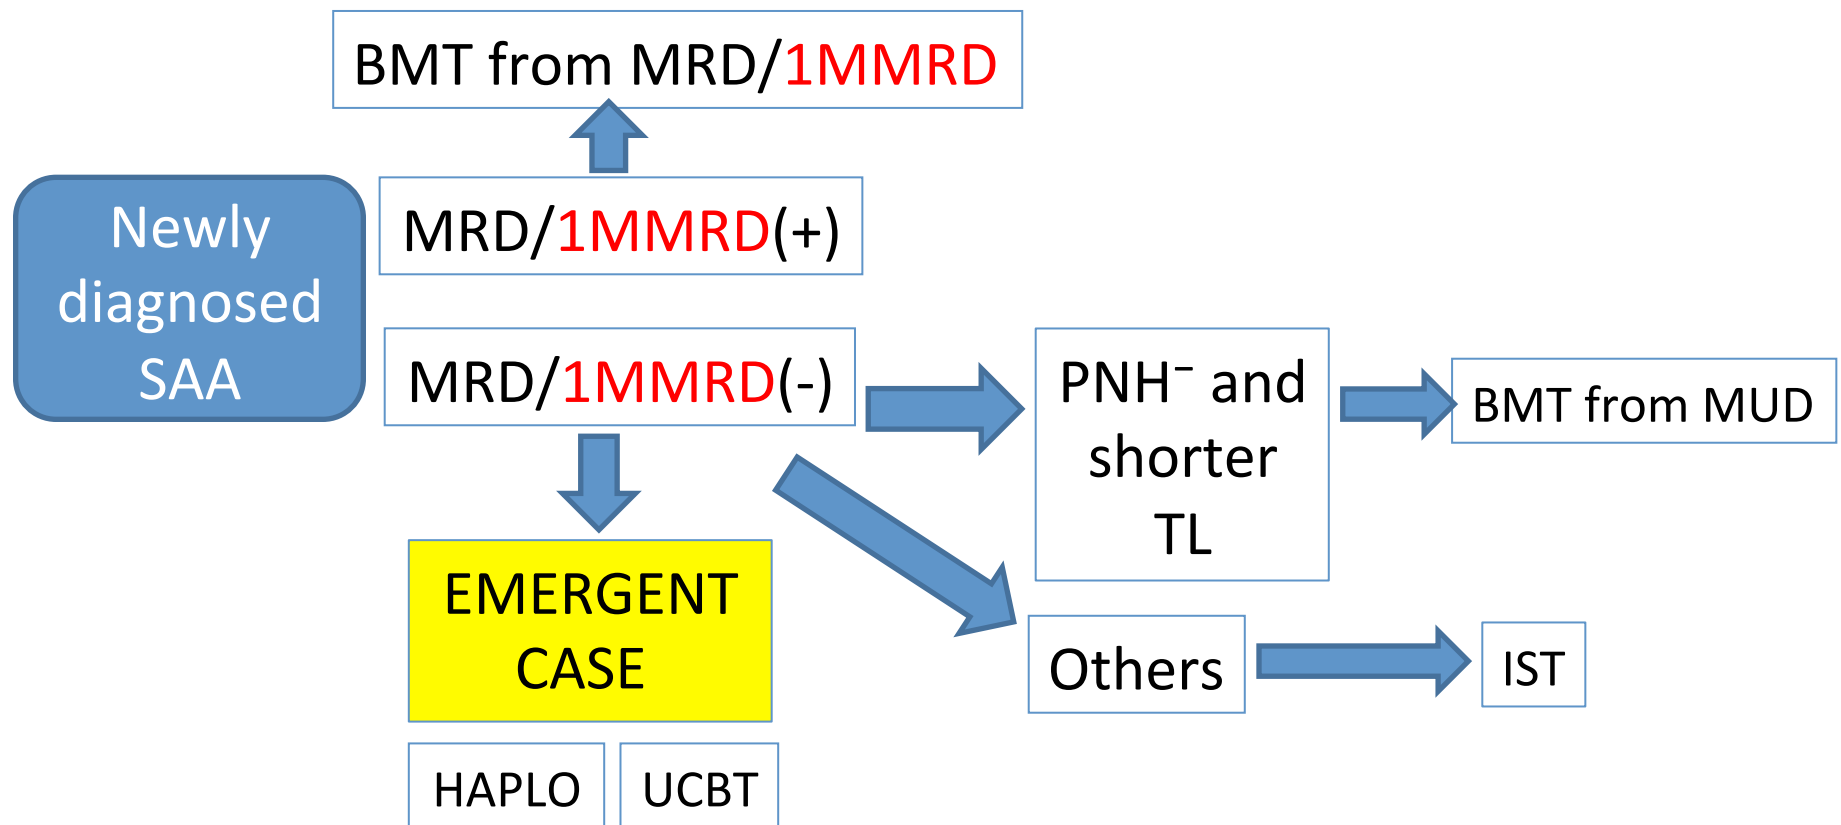 BMT from MRD/1MMRD
Newly
diagnosed
SAA
MRD/1MMRD(+)
MRD/1MMRD(-)
PNH⁻ and
shorter
TL
BMT from MUD
EMERGENT
CASE
Others
IST
HAPLO
UCBT